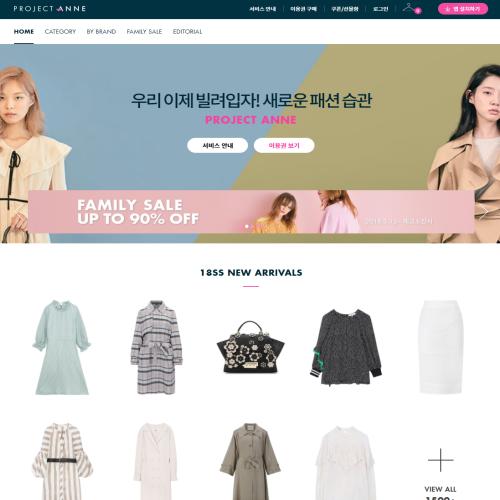 PROJECT ANNE
서비스 안내
이용권 구매
쿠폰/선물함
로그인
0
앱 설치하기
HOME
CATEGORY
BY BRAND
FAMILY SALE
EDITORIAL
우리 이제 빌려입자! 새로운 패션 습관
PROJECT ANNE
서비스 안내
이용권 보기
FAMILY SALE
UP TO 90% OFF
18SS NEW ARRIVALS
VIEW ALL